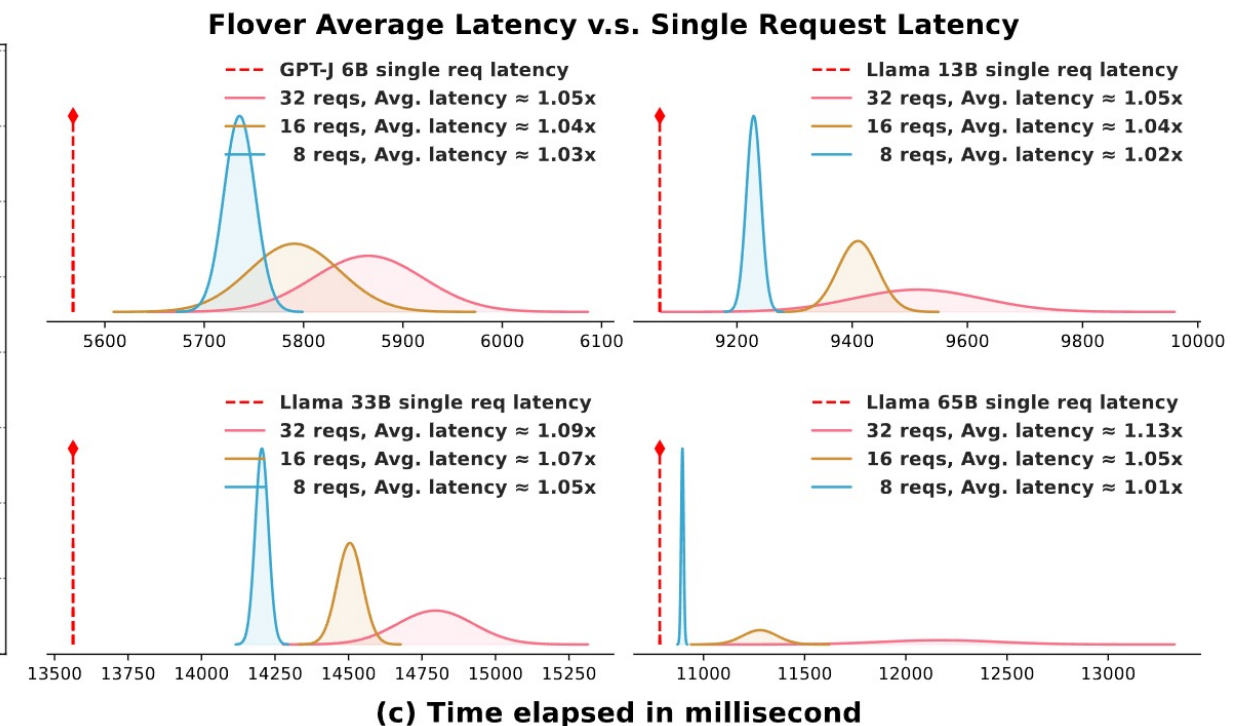 Flover Average Latency v.s. Single Request Latency
GPT-J 6B single req latency
32 reqs, Avg. latency ≈ 1.05x
16 reqs, Avg. latency ≈ 1.04x
8 reqs, Avg. latency ≈ 1.03x
5600 5700 5800 5900 6000 6100
Llama 13B single req latency
32 reqs, Avg. latency ≈ 1.05x
16 reqs, Avg. latency ≈ 1.04x
8 reqs, Avg. latency ≈ 1.02x
9200 9400 9600 9800 10000
Llama 33B single req latency
32 reqs, Avg. latency ≈ 1.09x
16 reqs, Avg. latency ≈ 1.07x
8 reqs, Avg. latency ≈ 1.05x
13500 13750 14000 14250 14500 14750 15000 15250
Llama 65B single req latency
32 reqs, Avg. latency ≈ 1.13x
16 reqs, Avg. latency ≈ 1.05x
8 reqs, Avg. latency ≈ 1.01x
11000 11500 12000 12500 13000
(c) Time elapsed in millisecond